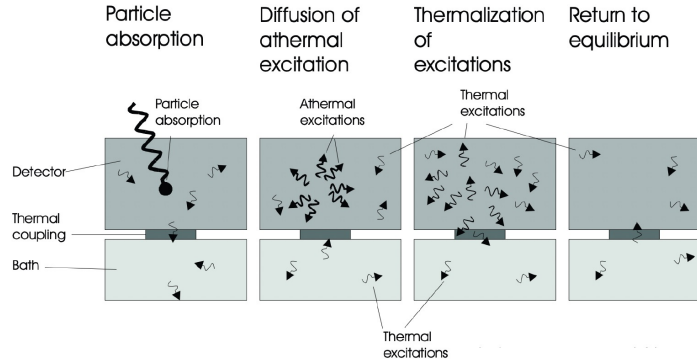 Particle
absorption
Diffusion of
athermal
excitation
Thermalization
of
excitations
Return to
equilibrium
Particle
absorption
Athermal
excitations
Thermal
excitations
Detector
Thermal
coupling
Bath
Thermal
excitations